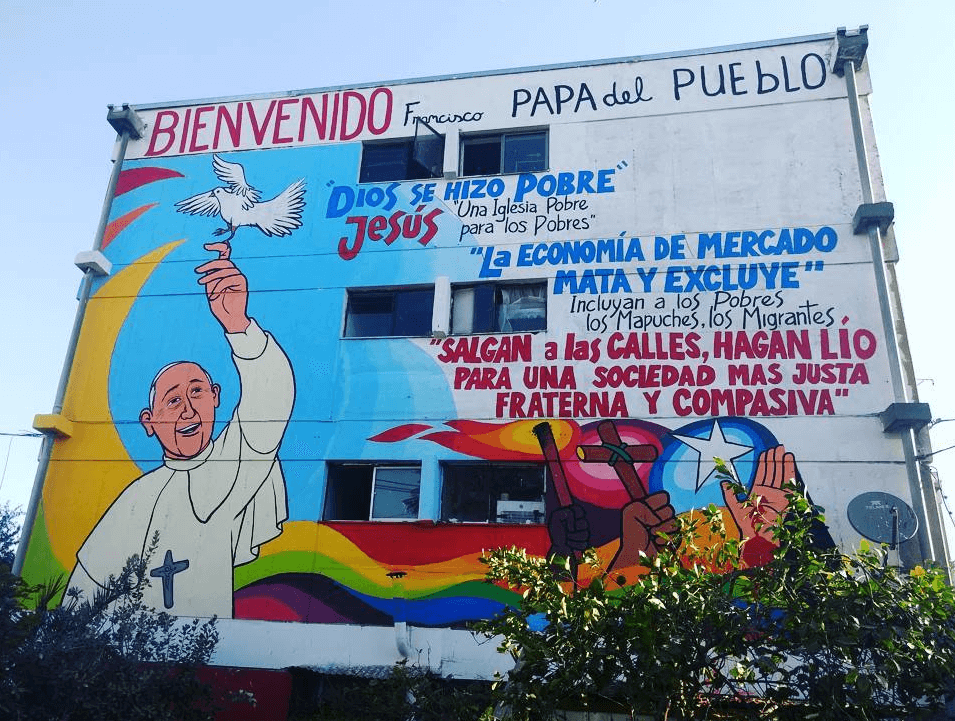 BIENVENIDO Francisco PAPA del PUEBLO
"DIOS SE HIZO POBRE"
JESÚS "Una Iglesia Pobre
para los Pobres"
"La ECONOMÍA DE MERCADO
MATA Y EXCLUYE"
Incluyan a los Pobres
los Mapuches, los Migrantes
"SALGAN a las CALLES, HAGAN LÍO
PARA UNA SOCIEDAD MAS JUSTA
FRATERNA Y COMPASIVA"